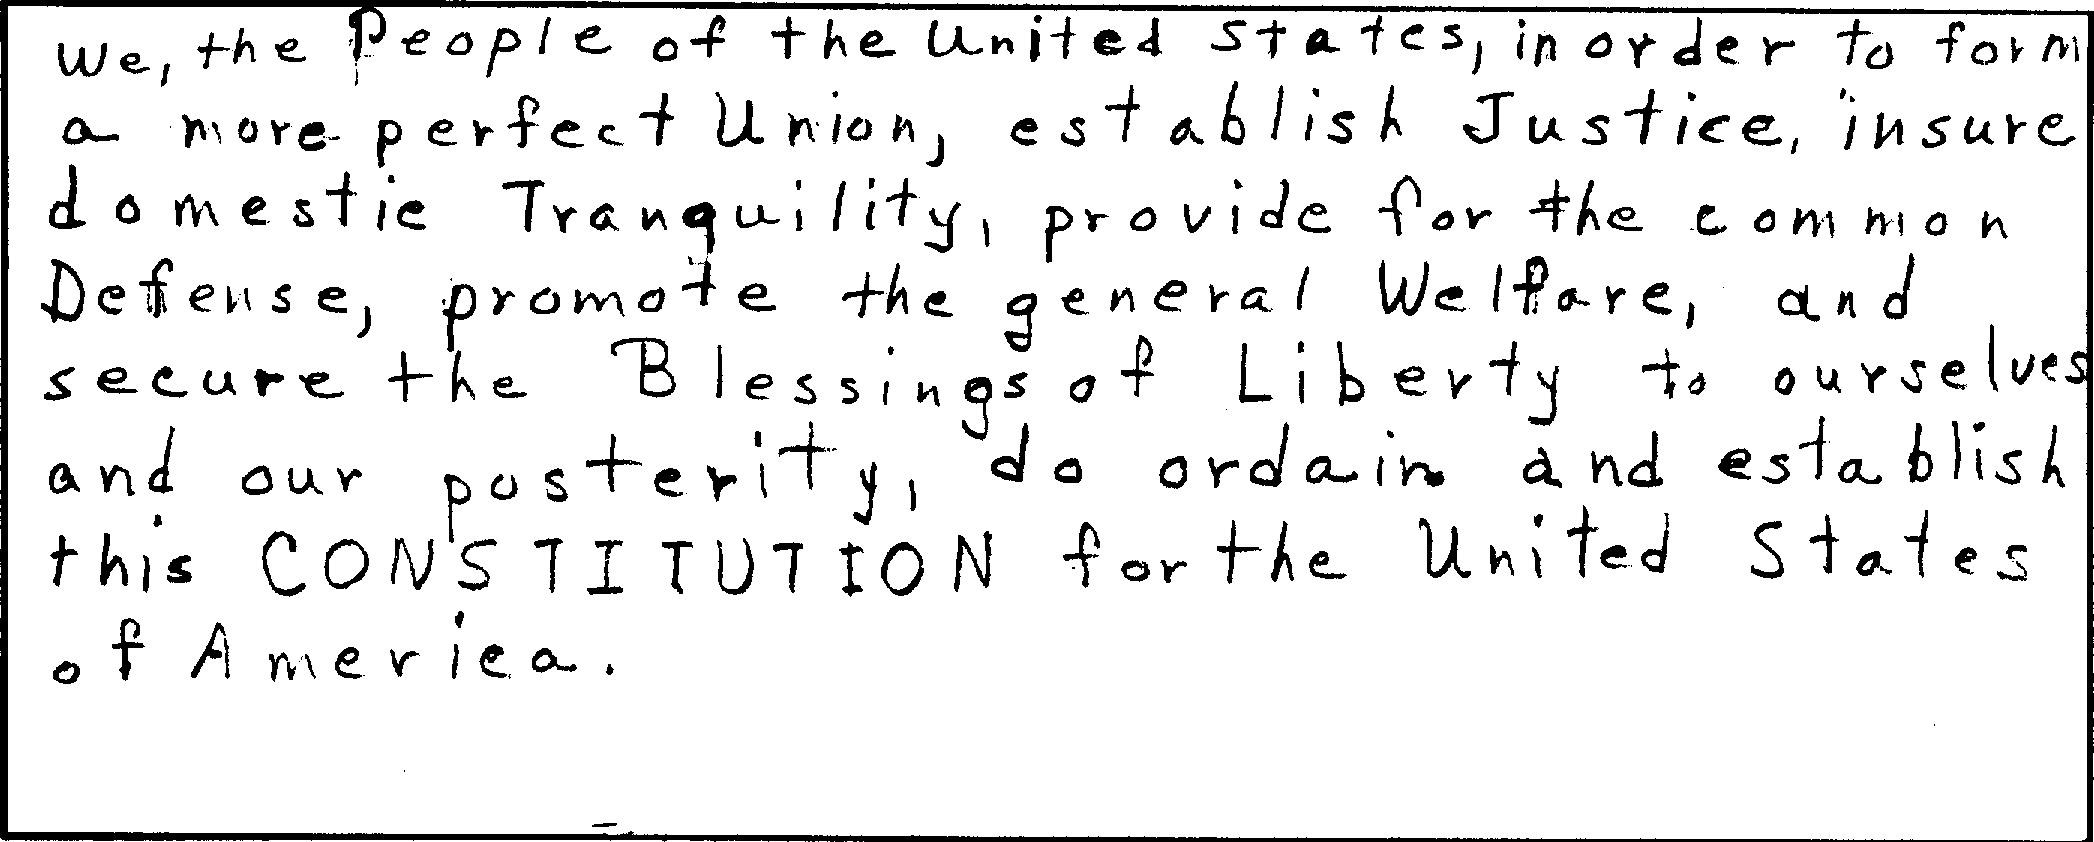 We, the People of the United States, in order to form
a more perfect Union, establish Justice, insure
domestic Tranquility, provide for the common
Defense, promote the general Welfare, and
secure the Blessings of Liberty to ourselves
and our posterity, do ordain and establish
this CONSTITUTION for the United States
of America.